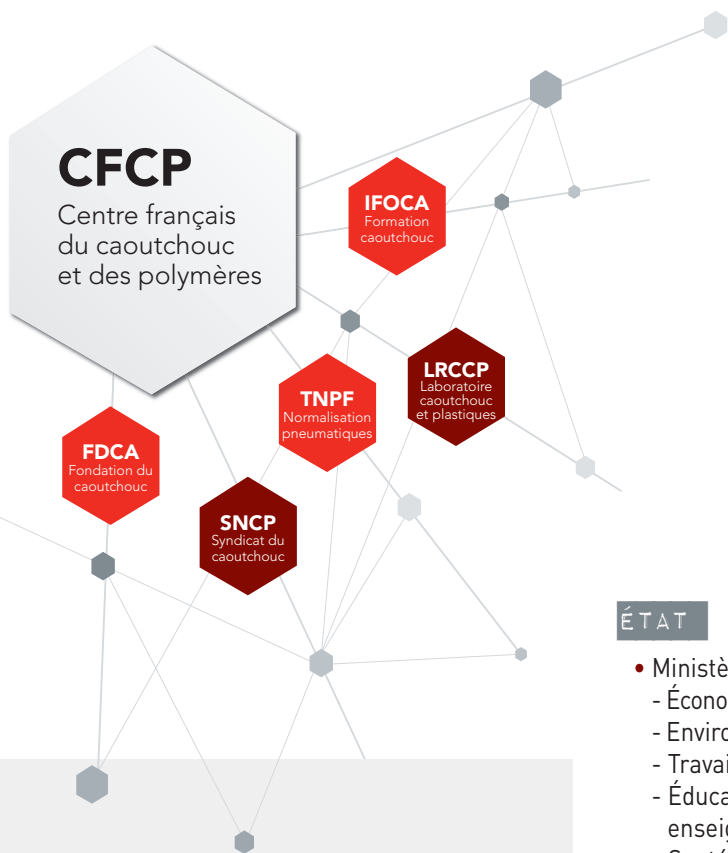 CFCP
Centre français
du caoutchouc
et des polymères
IFOCA
Formation
caoutchouc
LRCCP
Laboratoire
caoutchouc
et plastiques
TNPF
Normalisation
pneumatiques
FDCA
Fondation du
caoutchouc
SNCP
Syndicat du
caoutchouc
ÉTAT
• Ministè
- Écono
- Enviro
- Travai
- Éduca
enseig